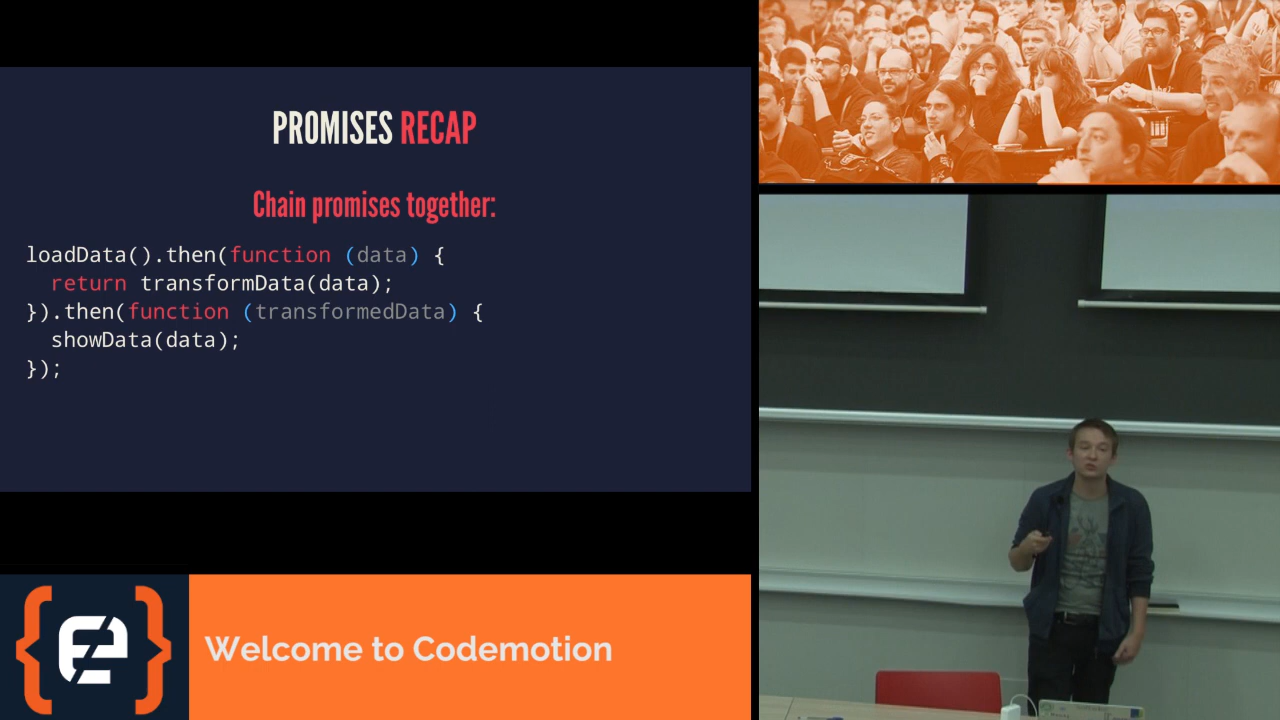 PROMISES RECAP
Chain promises together:
loadData().then(function (data) {
  return transformData(data);
}).then(function (transformedData) {
  showData(data);
});
Welcome to Codemotion